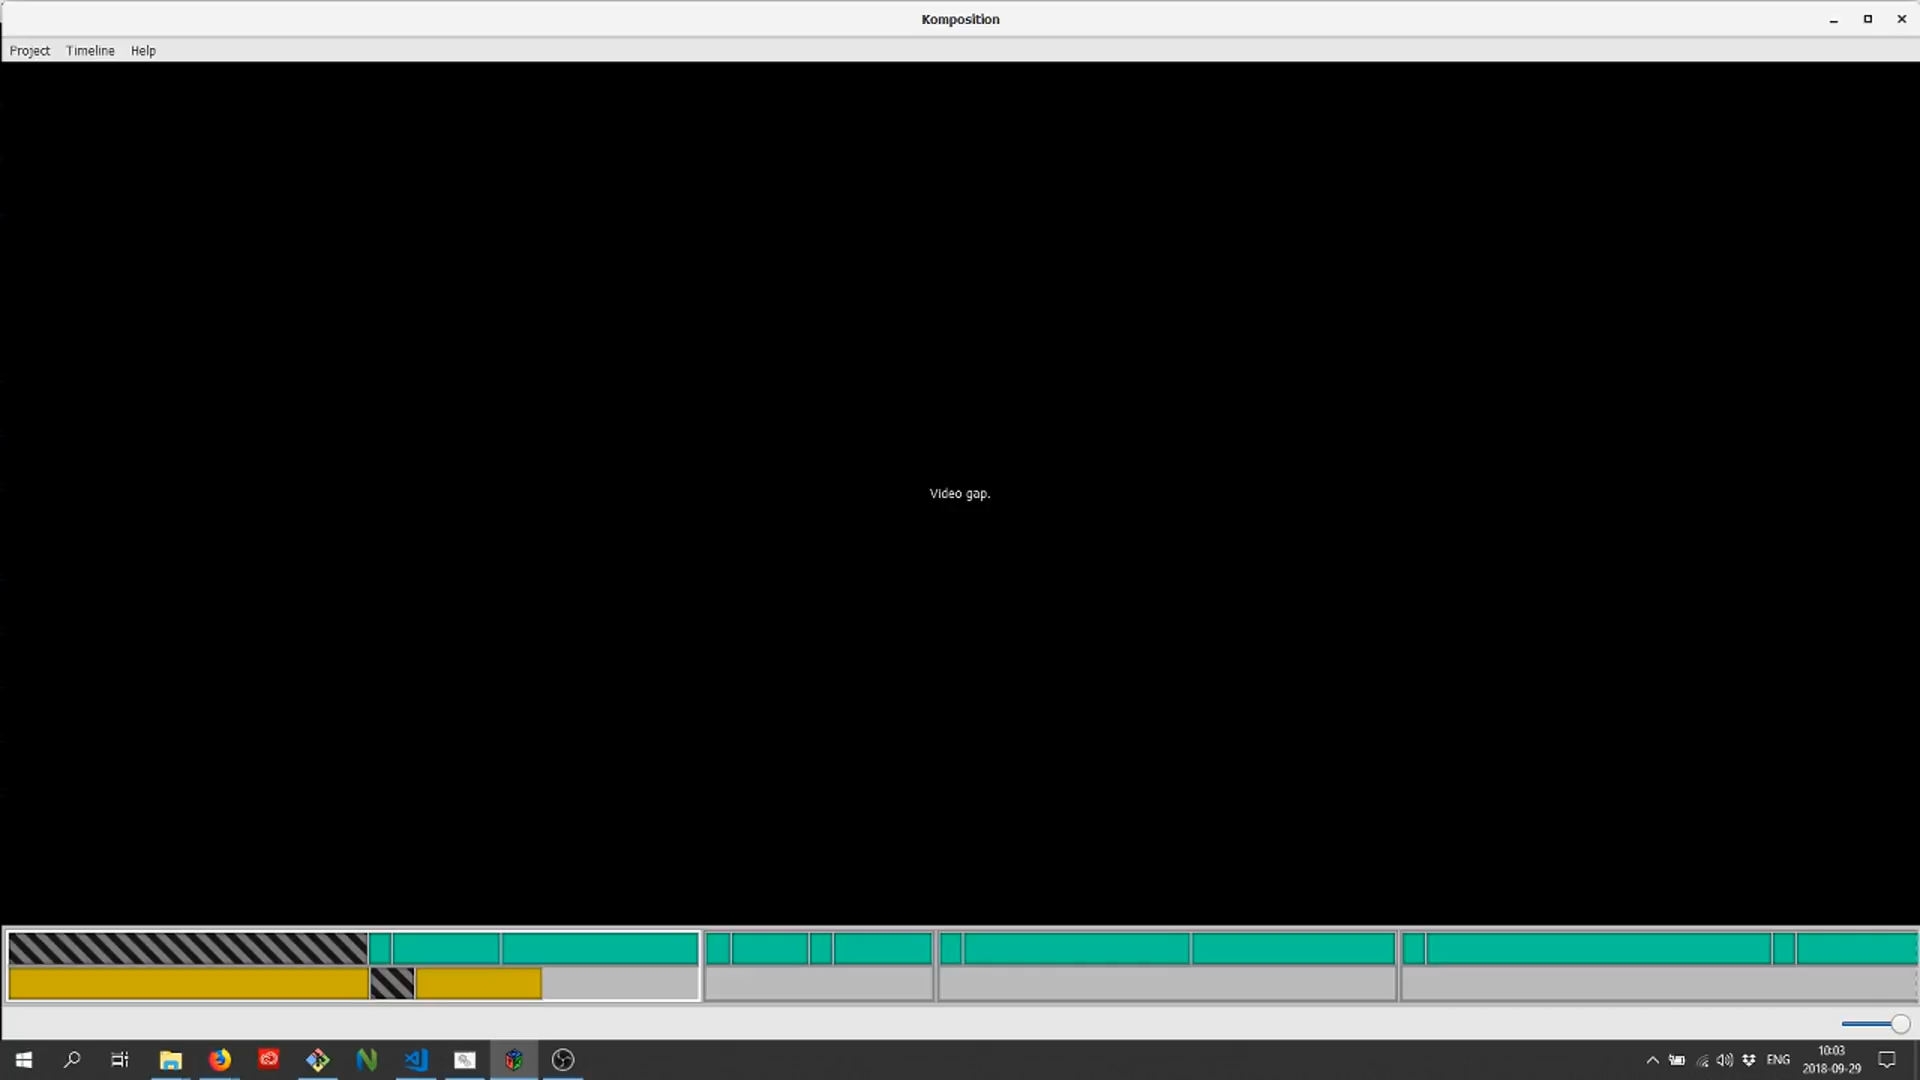 Komposition
Project Timeline Help
Video gap.
ENG
10:03
2018-09-29